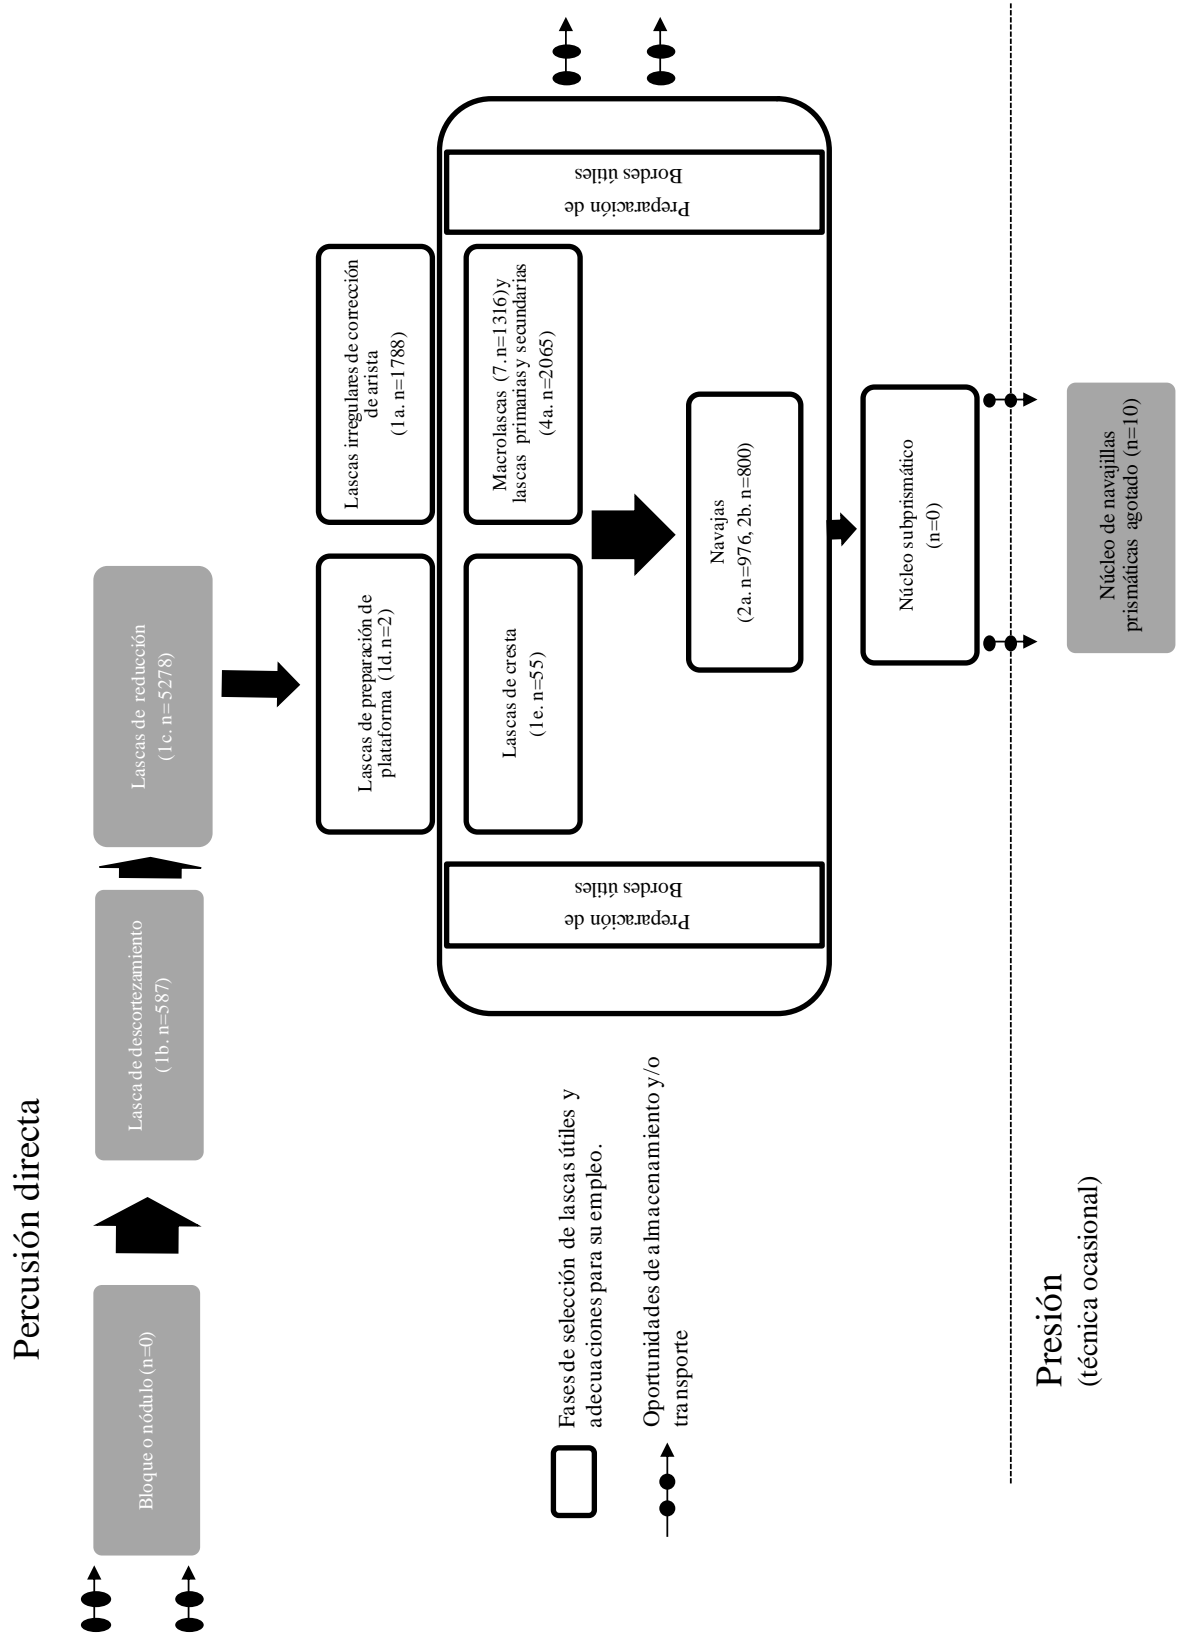 Percusión directa
Bloque o nódulo (n=0)
Lasca de descortezamiento
(1b. n=587)
Lascas de reducción
(1c. n=5278)
Lascas de preparación de
plataforma (1d. n=2)
Lascas irregulares de corrección
de arista
(1a. n=1788)
Preparación de
Bordes útiles
Lascas de cresta
(1e. n=55)
Macrolascas (7. n=1316) y
lascas primarias y secundarias
(4a. n=2065)
Preparación de
Bordes útiles
Navajas
(2a. n=976, 2b. n=800)
Núcleo subprismático
(n=0)
Fases de selección de lascas útiles y
adecuaciones para su empleo.
Oportunidades de almacenamiento y/o
transporte
Presión
(técnica ocasional)
Núcleo de navajillas
prismáticas agotado (n=10)